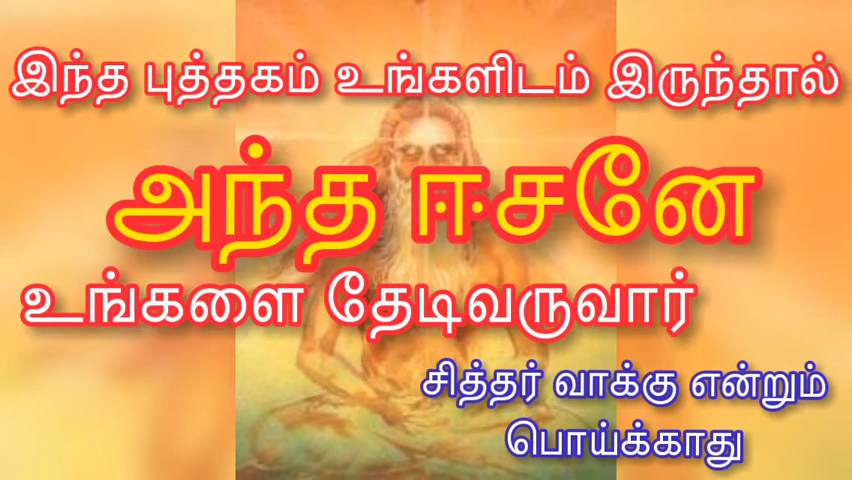 இந்த புத்தகம் உங்களிடம் இருந்தால்
அந்த ஈசனே
உங்களை தேடிவருவார்
சித்தர் வாக்கு என்றும்
பொய்க்காது